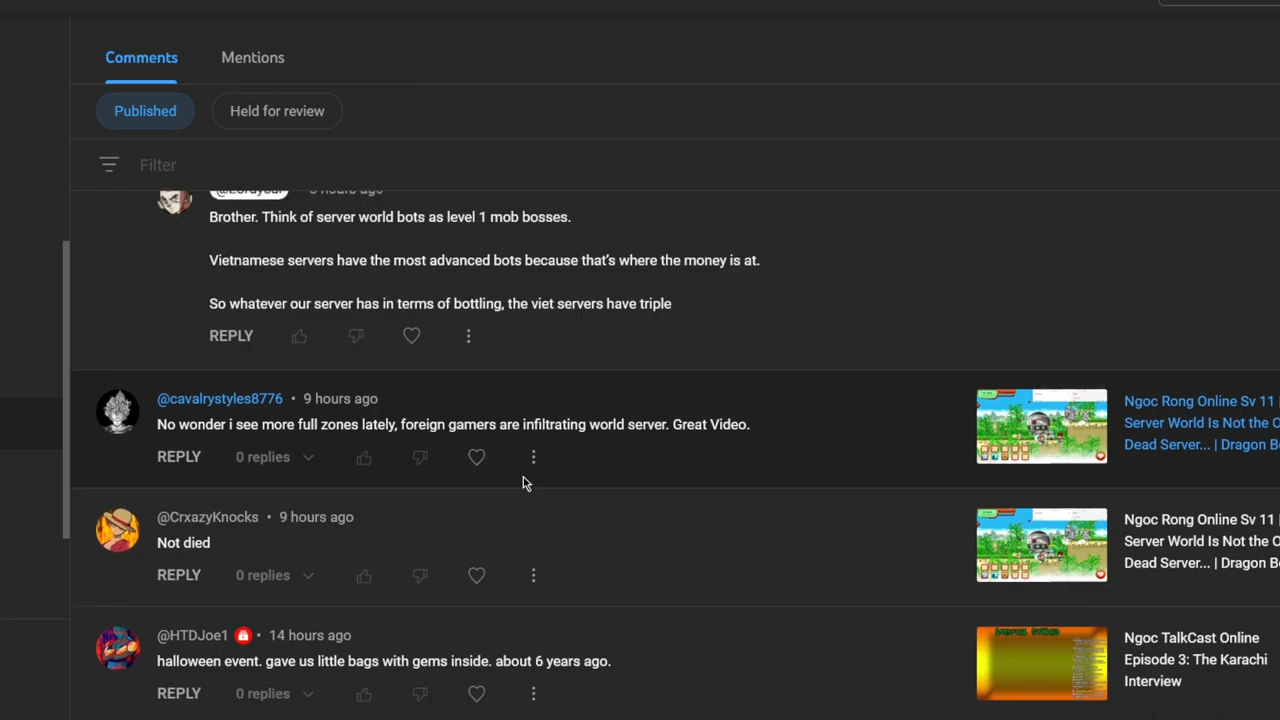 Comments Mentions
Published Held for review
Filter
Brother. Think of server world bots as level 1 mob bosses.
Vietnamese servers have the most advanced bots because that's where the money is at.
So whatever our server has in terms of bottling, the viet servers have triple
REPLY
@cavalrystyles8776 • 9 hours ago
No wonder i see more full zones lately, foreign gamers are infiltrating world server. Great Video.
REPLY 0 replies
Ngoc Rong Online Sv 11 |
Server World Is Not the O
Dead Server... | Dragon B
@CrxazyKnocks • 9 hours ago
Not died
REPLY 0 replies
Ngoc Rong Online Sv 11 |
Server World Is Not the O
Dead Server... | Dragon B
@HTDJoe1 • 14 hours ago
halloween event. gave us little bags with gems inside. about 6 years ago.
REPLY 0 replies
Ngoc TalkCast Online
Episode 3: The Karachi
Interview